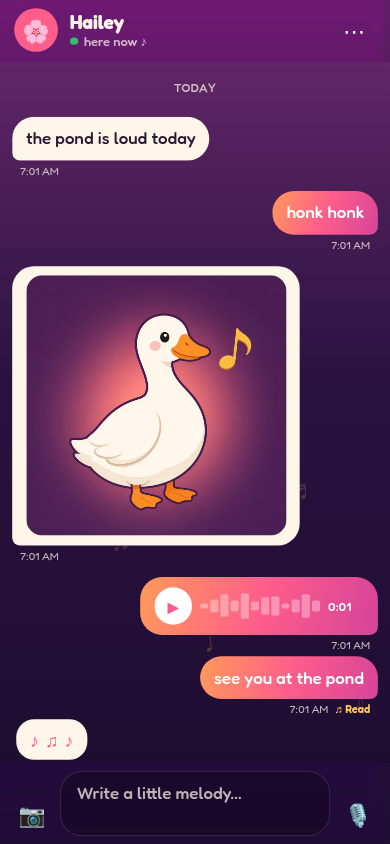 Hailey
here now ♪
...
TODAY
the pond is loud today
7:01 AM
honk honk
7:01 AM
7:01 AM
0:01
7:01 AM
see you at the pond
7:01 AM ♫ Read
♪ ♫ ♪
Write a little melody...